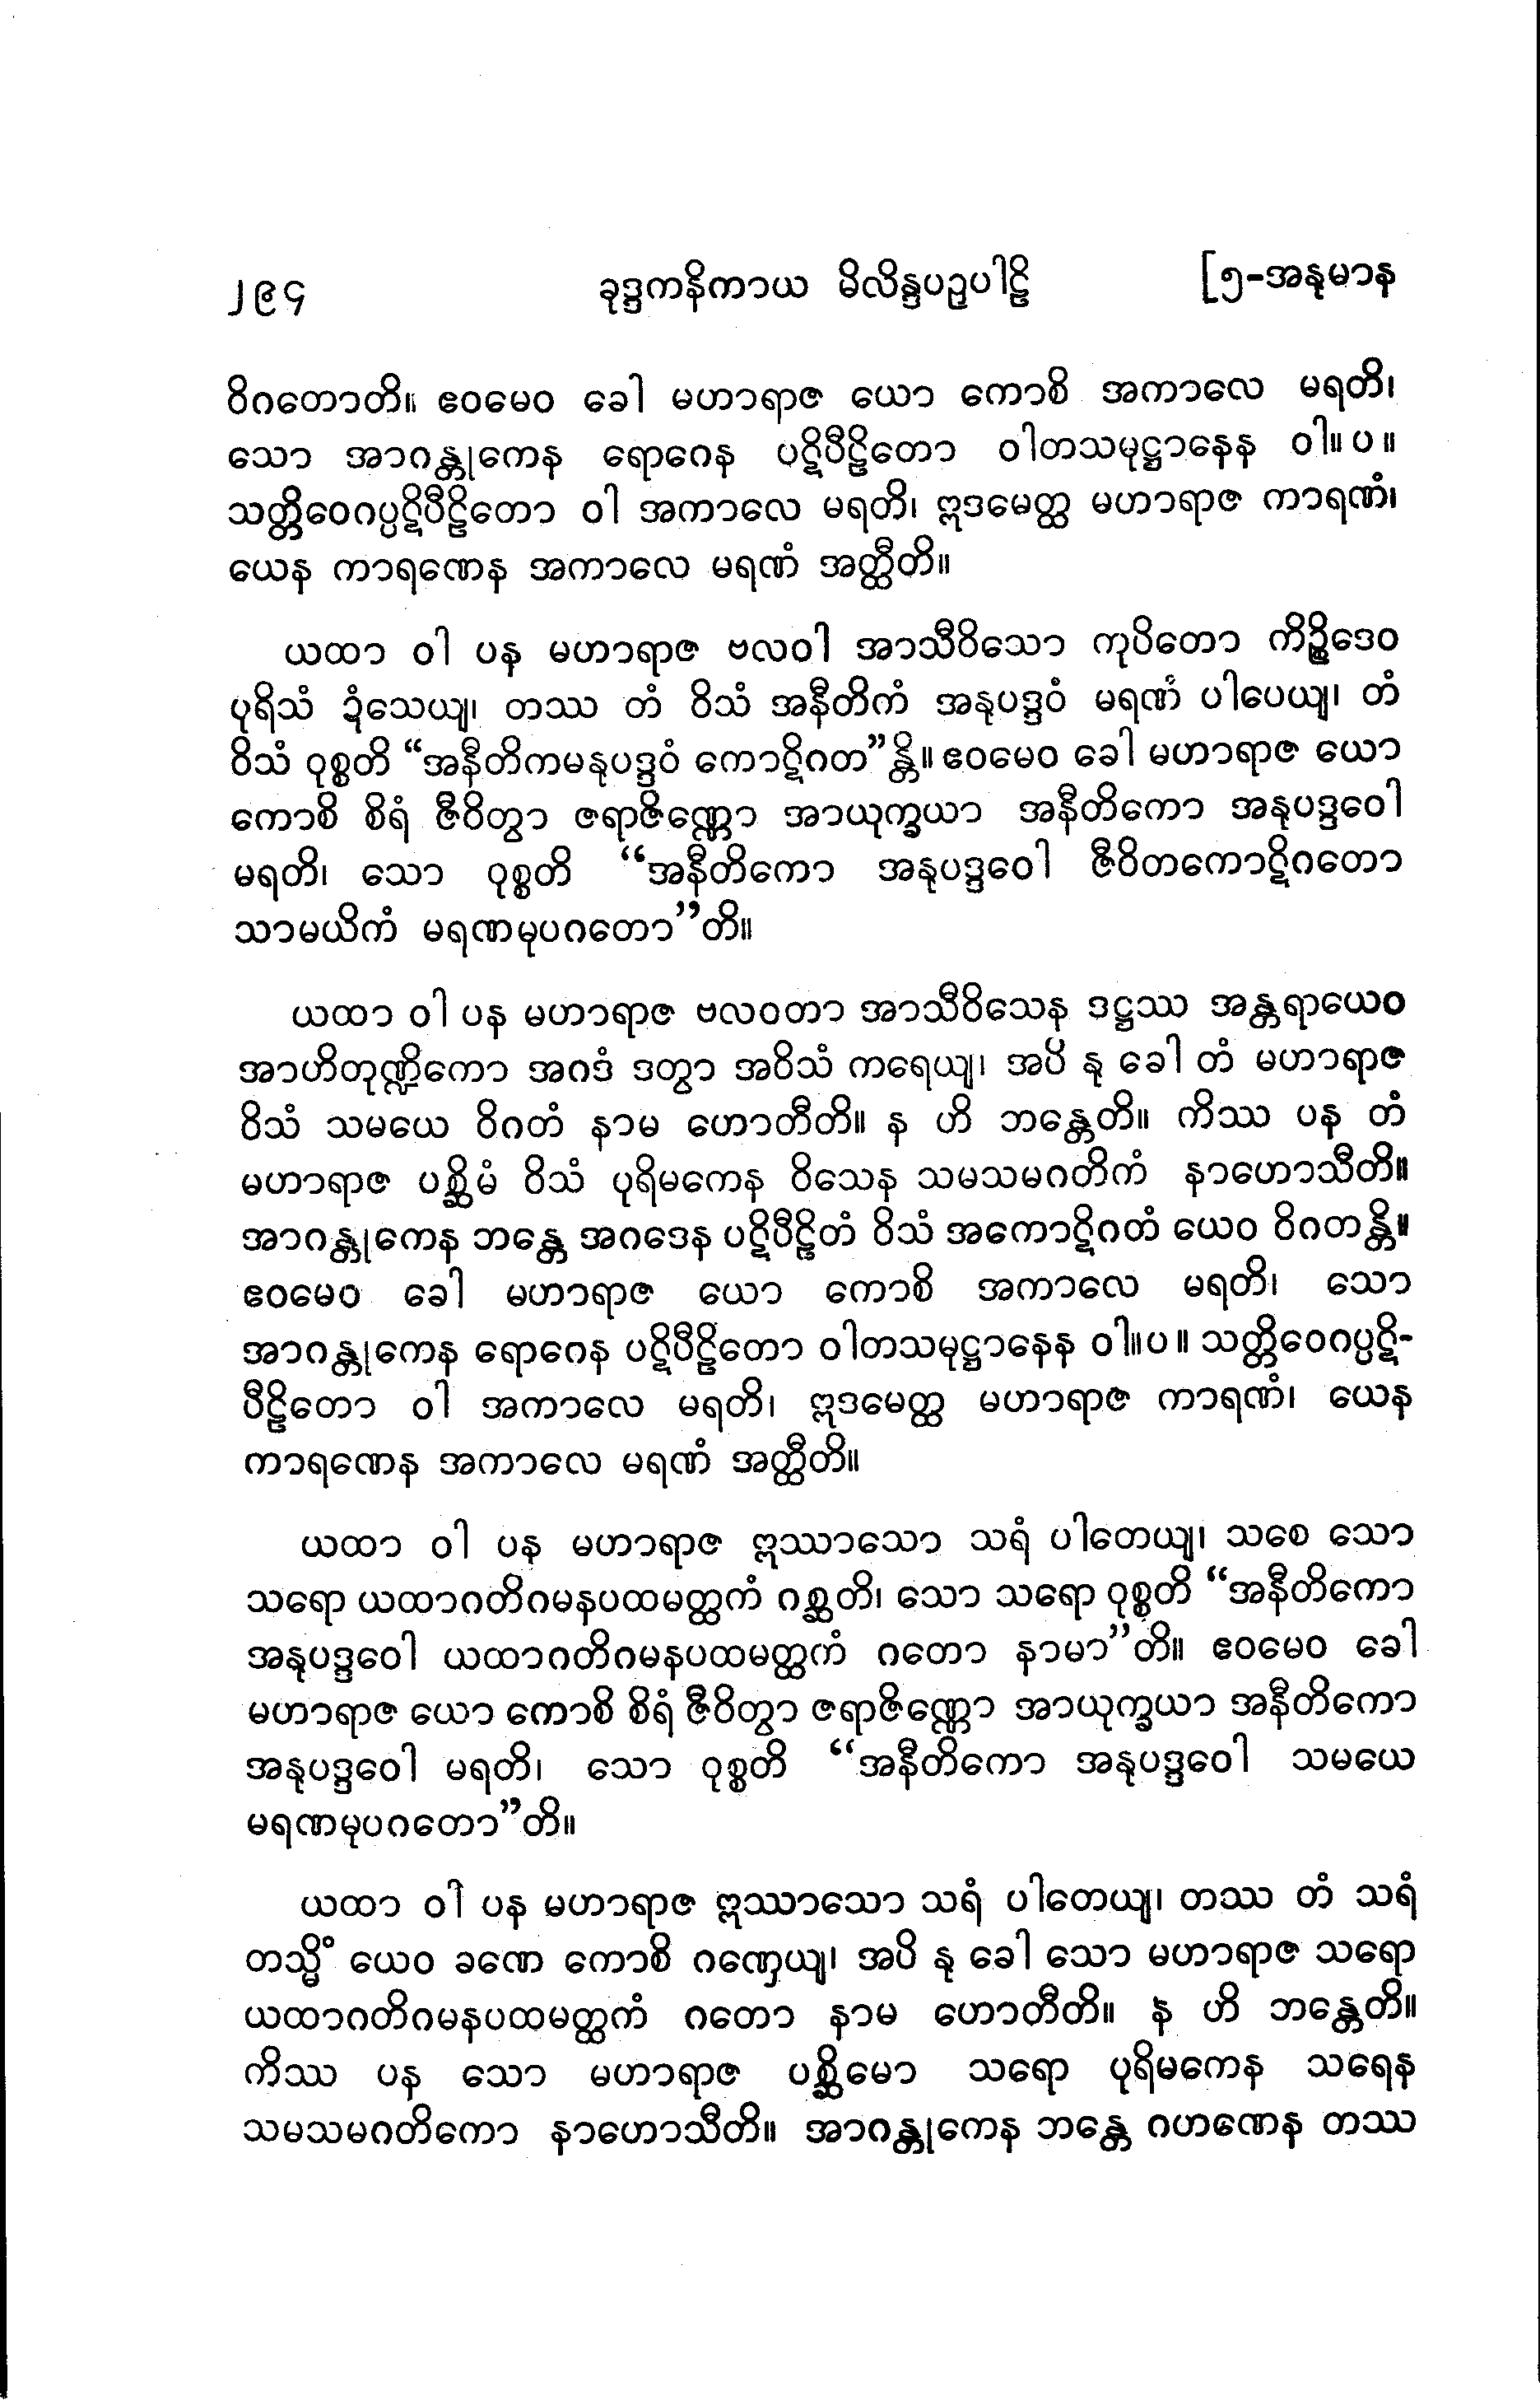 ၂၉၄ ခုဒ္ဒကနိကာယ မိလိန္ဒပဉှပါဠိ [၅-အနုမာန
ဝိဂတောတိ။ ဧဝမေဝ ခေါ မဟာရာဇ ယော ကောစိ အကာလေ မရတိ၊
သော အာဂန္တုကေန ရောဂေန ပဋိပီဠိတော ဝါတသမုဋ္ဌာနေန ဝါ။ ပ ။
သတ္တိဝေဂပ္ပဋိပီဠိတော ဝါ အကာလေ မရတိ၊ ဣဒမေတ္ထ မဟာရာဇ ကာရဏံ၊
ယေန ကာရဏေန အကာလေ မရဏံ အတ္ထီတိ။
ယထာ ဝါ ပန မဟာရာဇ ဗလဝါ အာသီဝိသော ကုပိတော ကိဉ္စိဒေဝ
ပုရိသံ ဍံသေယျ၊ တဿ တံ ဝိသံ အနီတိကံ အနုပဒ္ဒဝံ မရဏံ ပါပေယျ၊ တံ
ဝိသံ ဝုစ္စတိ “အနီတိကမနုပဒ္ဒဝံ ကောဋိဂတ”န္တိ။ ဧဝမေဝ ခေါ မဟာရာဇ ယော
ကောစိ စိရံ ဇီဝိတွာ ဇရာဇိဏ္ဏော အာယုက္ခယာ အနီတိကော အနုပဒ္ဒဝေါ
မရတိ၊ သော ဝုစ္စတိ “အနီတိကော အနုပဒ္ဒဝေါ ဇီဝိတကောဋိဂတော
သာမယိကံ မရဏမုပဂတော”တိ။
ယထာ ဝါ ပန မဟာရာဇ ဗလဝတာ အာသီဝိသေန ဒဋ္ဌဿ အန္တရာယေဝ
အာဟိတုဏ္ဍိကော အဂဒံ ဒတွာ အဝိသံ ကရေယျ၊ အပိ နု ခေါ တံ မဟာရာဇ
ဝိသံ သမယေ ဝိဂတံ နာမ ဟောတီတိ။ န ဟိ ဘန္တေတိ။ ကိဿ ပန တံ
မဟာရာဇ ပစ္ဆိမံ ဝိသံ ပုရိမကေန ဝိသေန သမသမဂတိကံ နာဟောသီတိ။
အာဂန္တုကေန ဘန္တေ အဂဒေန ပဋိပီဠိတံ ဝိသံ အကောဋိဂတံ ယေဝ ဝိဂတန္တိ။
ဧဝမေဝ ခေါ မဟာရာဇ ယော ကောစိ အကာလေ မရတိ၊ သော
အာဂန္တုကေန ရောဂေန ပဋိပီဠိတော ဝါတသမုဋ္ဌာနေန ဝါ။ပ။ သတ္တိဝေဂပ္ပဋိ-
ပီဠိတော ဝါ အကာလေ မရတိ၊ ဣဒမေတ္ထ မဟာရာဇ ကာရဏံ၊ ယေန
ကာရဏေန အကာလေ မရဏံ အတ္ထီတိ။
ယထာ ဝါ ပန မဟာရာဇ ဣဿာသော သရံ ပါတေယျ၊ သစေ သော
သရော ယထာဂတိဂမနပထမတ္ထကံ ဂစ္ဆတိ၊ သော သရော ဝုစ္စတိ “အနီတိကော
အနုပဒ္ဒဝေါ ယထာဂတိဂမနပထမတ္ထကံ ဂတော နာမာ”တိ။ ဧဝမေဝ ခေါ
မဟာရာဇ ယော ကောစိ စိရံ ဇီဝိတွာ ဇရာဇိဏ္ဏော အာယုက္ခယာ အနီတိကော
အနုပဒ္ဒဝေါ မရတိ၊ သော ဝုစ္စတိ “အနီတိကော အနုပဒ္ဒဝေါ သမယေ
မရဏမုပဂတော”တိ။
ယထာ ဝါ ပန မဟာရာဇ ဣဿာသော သရံ ပါတေယျ၊ တဿ တံ သရံ
တသ္မိံ ယေဝ ခဏေ ကောစိ ဂဏှေယျ၊ အပိ နု ခေါ သော မဟာရာဇ သရော
ယထာဂတိဂမနပထမတ္ထကံ ဂတော နာမ ဟောတီတိ။ န ဟိ ဘန္တေတိ။
ကိဿ ပန သော မဟာရာဇ ပစ္ဆိမော သရော ပုရိမကေန သရေန
သမသမဂတိကော နာဟောသီတိ။ အာဂန္တုကေန ဘန္တေ ဂဟဏေန တဿ